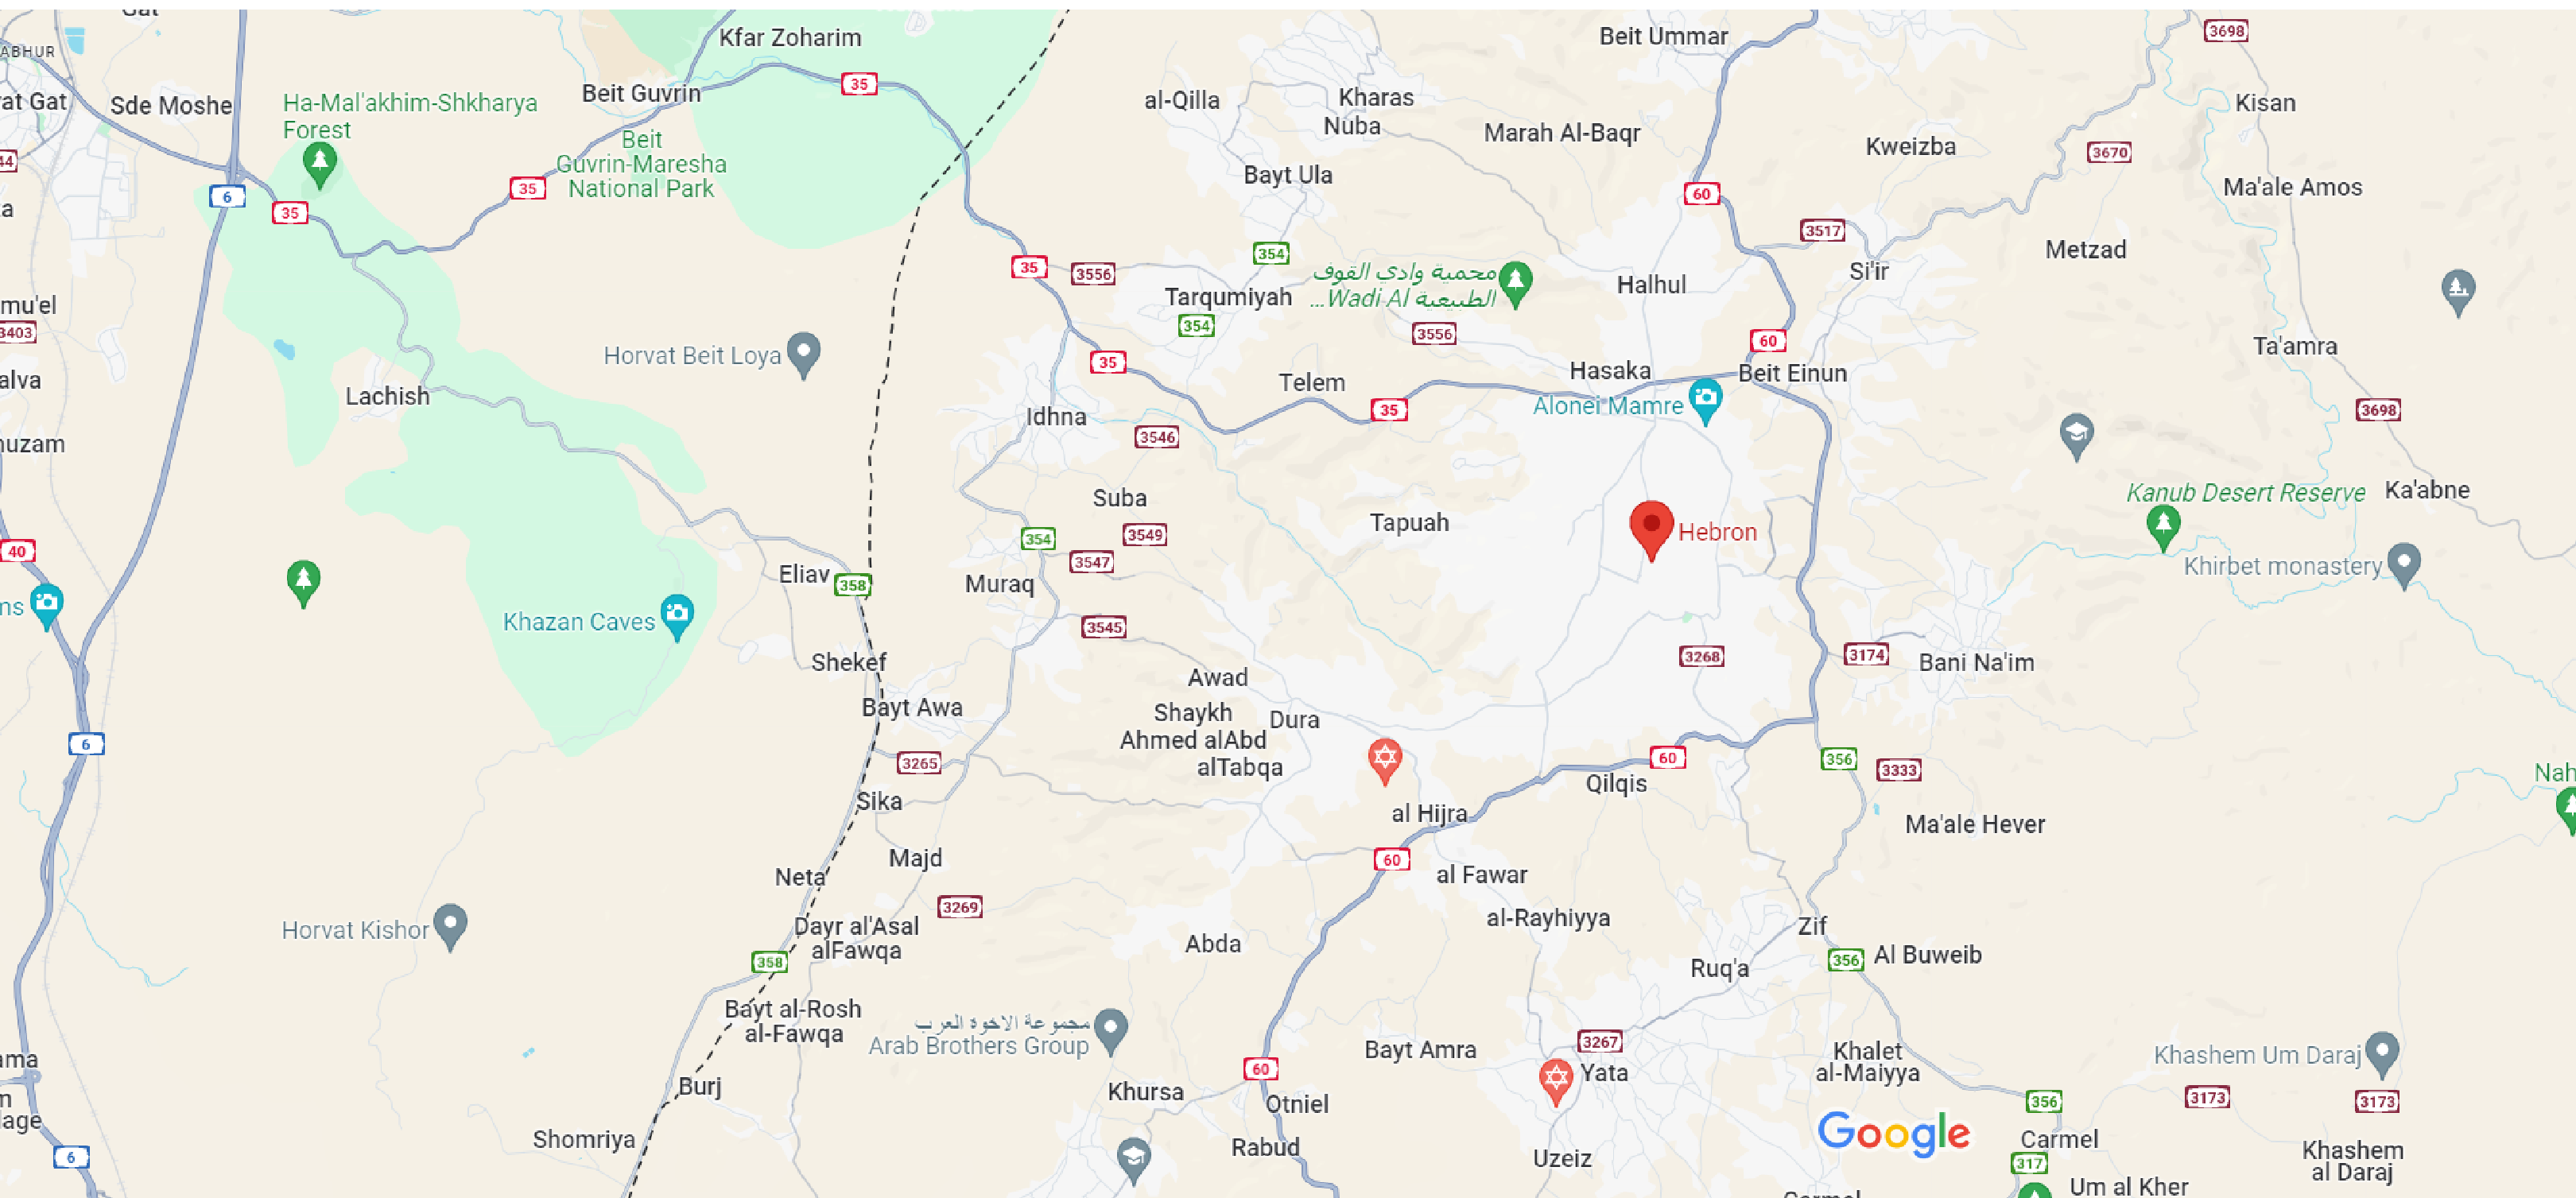 Kfar Zoharim
Beit Ummar
3698
ABHUR
35
Beit Guvrin
al-Qilla
Kharas
Nuba
Kisan
at Gat
Sde Moshe
Ha-Mal'akhim-Shkharya
Forest
Marah Al-Baqr
Kweizba
3670
44
Beit
Guvrin-Maresha
National Park
Bayt Ula
60
Ma'ale Amos
6
35
35
3517
Metzad
354
35
3556
محمية وادي القوف
الطبيعية Wadi Al...
Halhul
Si'ir
mu'el
3403
Tarqumiyah
354
3556
60
Ta'amra
Horvat Beit Loya
35
alva
Lachish
Telem
Hasaka
Beit Einun
35
Alonei Mamre
3698
Idhna
3546
uzam
Suba
Kanub Desert Reserve
Ka'abne
Tapuah
Hebron
354
3549
40
3547
Eliav
358
Muraq
Khirbet monastery
ms
Khazan Caves
3545
Shekef
3268
3174
Bani Na'im
Awad
Bayt Awa
Shaykh
Ahmed alAbd
alTabqa
Dura
6
3265
60
356
3333
Qilqis
Nah
Sika
al Hijra
Ma'ale Hever
Majd
60
Neta
al Fawar
3269
al-Rayhiyya
Horvat Kishor
Dayr al'Asal
alFawqa
Abda
Zif
358
Ruq'a
356
Al Buweib
Bayt al-Rosh
al-Fawqa
مجموعة الاخوه العرب
Arab Brothers Group
3267
Bayt Amra
Khalet
al-Maiyya
Khashem Um Daraj
ama
60
Yata
Burj
Khursa
Otniel
356
3173
3173
lage
Google
Shomriya
Rabud
Carmel
6
Uzeiz
317
Khashem
al Daraj
Um al Kher
Carmel